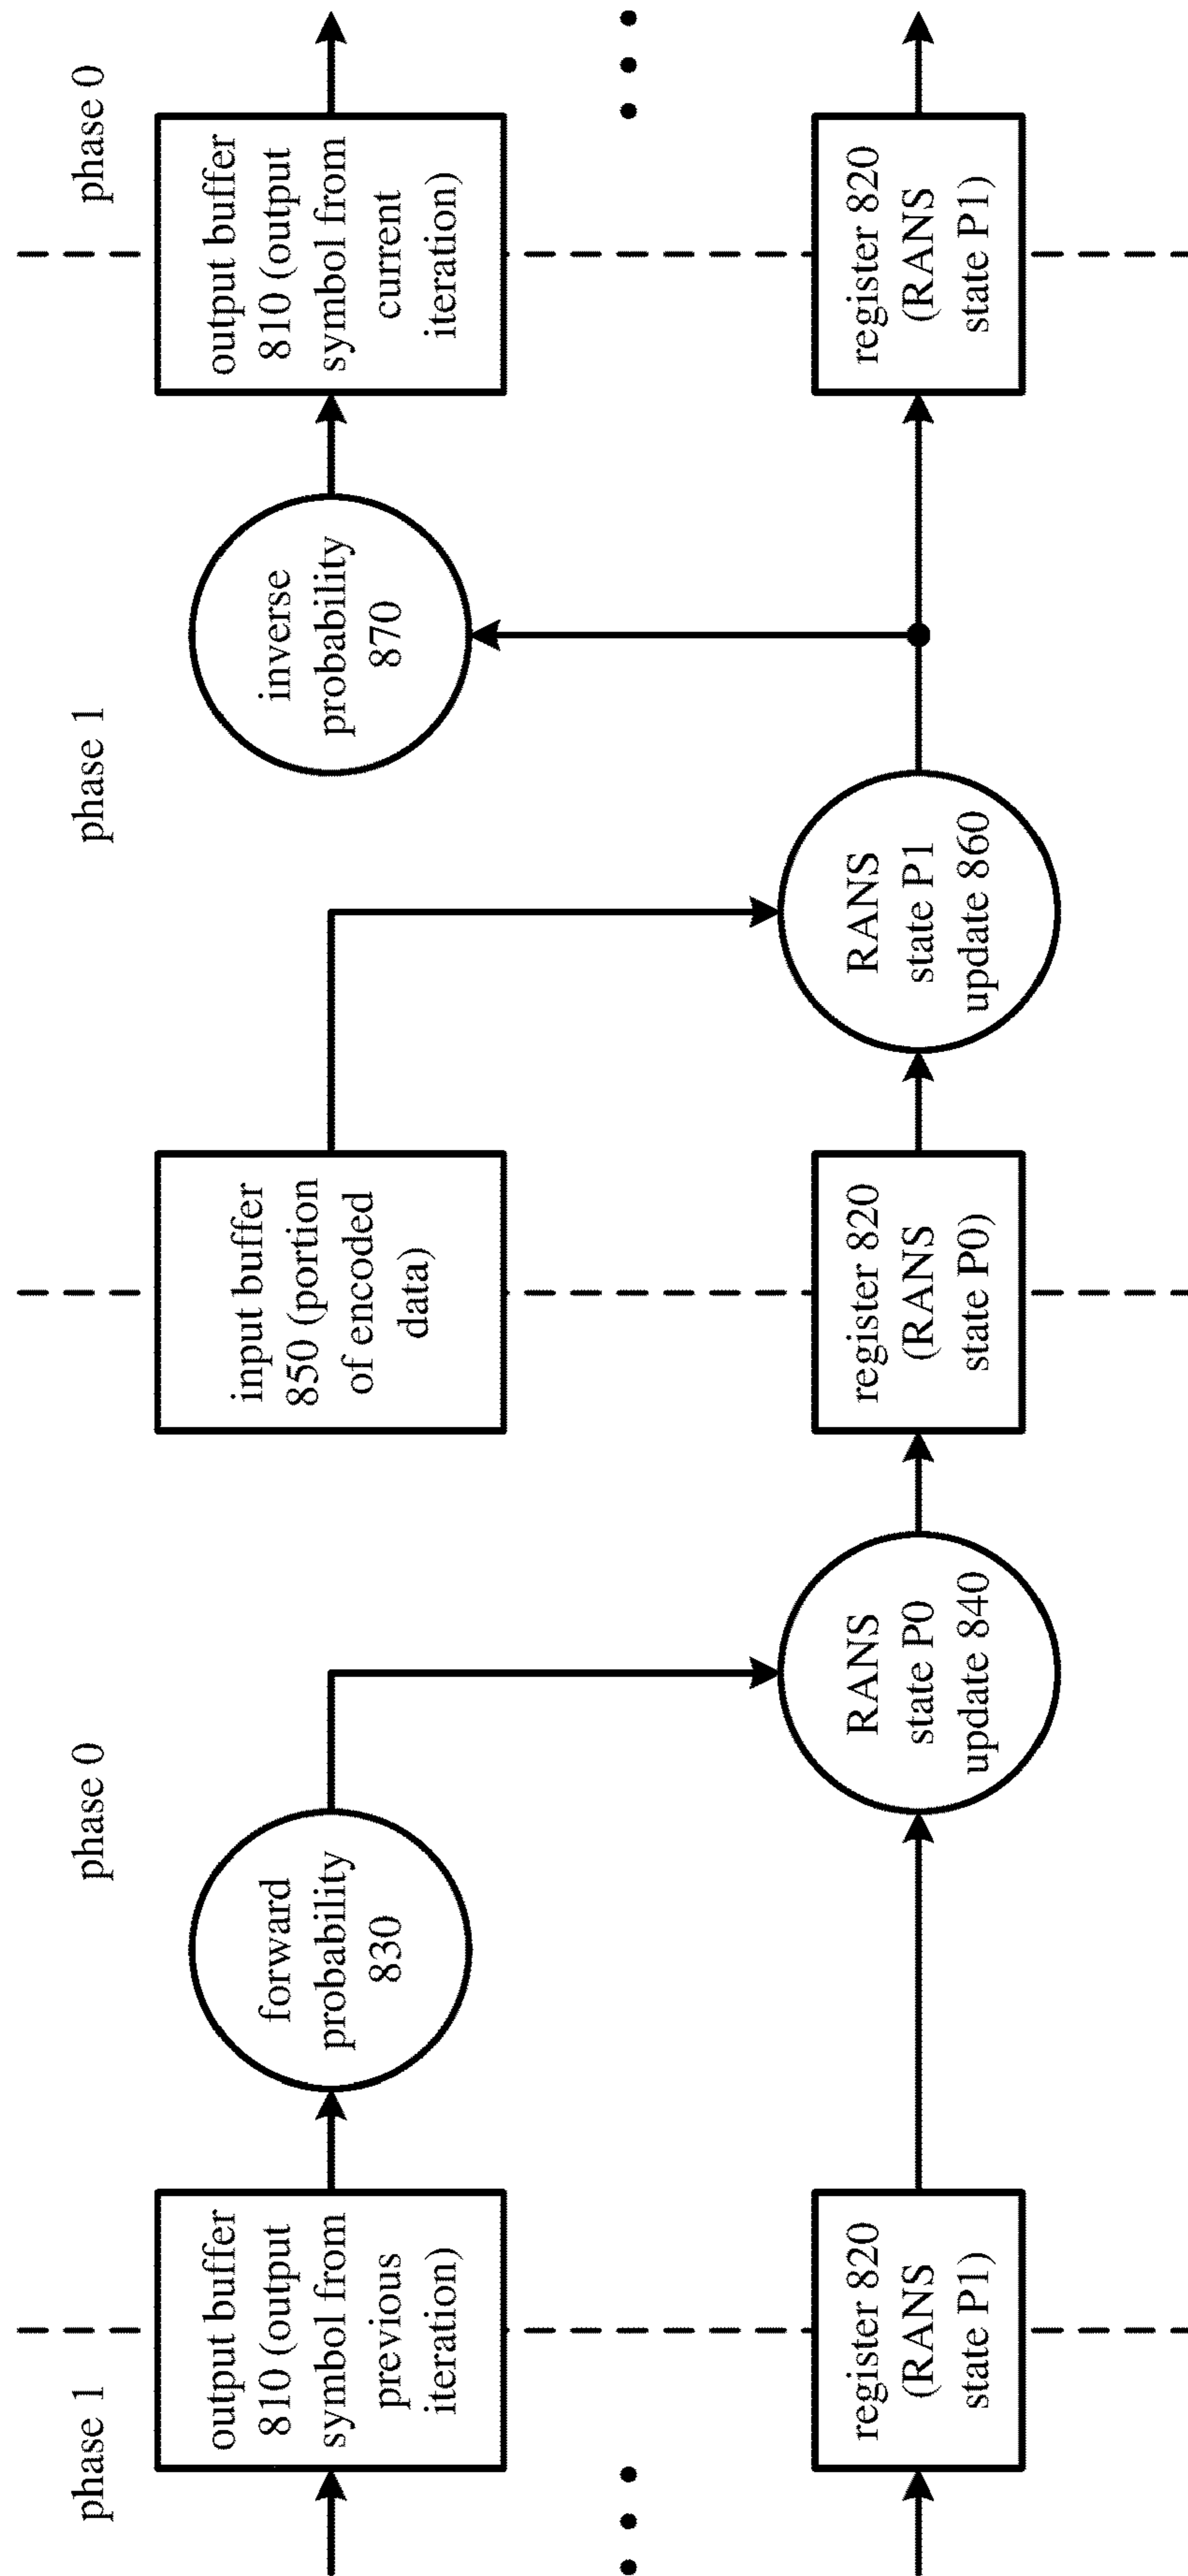 phase 1
phase 0
phase 1
phase 0
output buffer
810 (output
symbol from
previous
iteration)
forward
probability
830
input buffer
850 (portion
of encoded
data)
inverse
probability
870
output buffer
810 (output
symbol from
current
iteration)
register 820
(RANS
state P1)
RANS
state P0
update 840
register 820
(RANS
state P0)
RANS
state P1
update 860
register 820
(RANS
state P1)